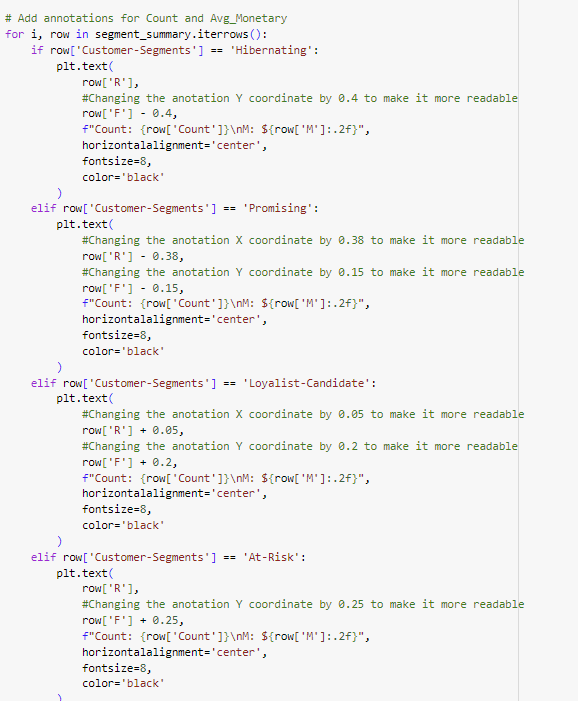 # Add annotations for Count and Avg_Monetary
for i, row in segment_summary.iterrows():
    if row['Customer-Segments'] == 'Hibernating':
        plt.text(
            row['R'],
            #Changing the anotation Y coordinate by 0.4 to make it more readable
            row['F'] - 0.4,
            f"Count: {row['Count']}\nM: ${row['M']:.2f}",
            horizontalalignment='center',
            fontsize=8,
            color='black'
        )
    elif row['Customer-Segments'] == 'Promising':
        plt.text(
            #Changing the anotation X coordinate by 0.38 to make it more readable
            row['R'] - 0.38,
            #Changing the anotation Y coordinate by 0.15 to make it more readable
            row['F'] - 0.15,
            f"Count: {row['Count']}\nM: ${row['M']:.2f}",
            horizontalalignment='center',
            fontsize=8,
            color='black'
        )
    elif row['Customer-Segments'] == 'Loyalist-Candidate':
        plt.text(
            #Changing the anotation X coordinate by 0.05 to make it more readable
            row['R'] + 0.05,
            #Changing the anotation Y coordinate by 0.2 to make it more readable
            row['F'] + 0.2,
            f"Count: {row['Count']}\nM: ${row['M']:.2f}",
            horizontalalignment='center',
            fontsize=8,
            color='black'
        )
    elif row['Customer-Segments'] == 'At-Risk':
        plt.text(
            row['R'],
            #Changing the anotation Y coordinate by 0.25 to make it more readable
            row['F'] + 0.25,
            f"Count: {row['Count']}\nM: ${row['M']:.2f}",
            horizontalalignment='center',
            fontsize=8,
            color='black'
        )